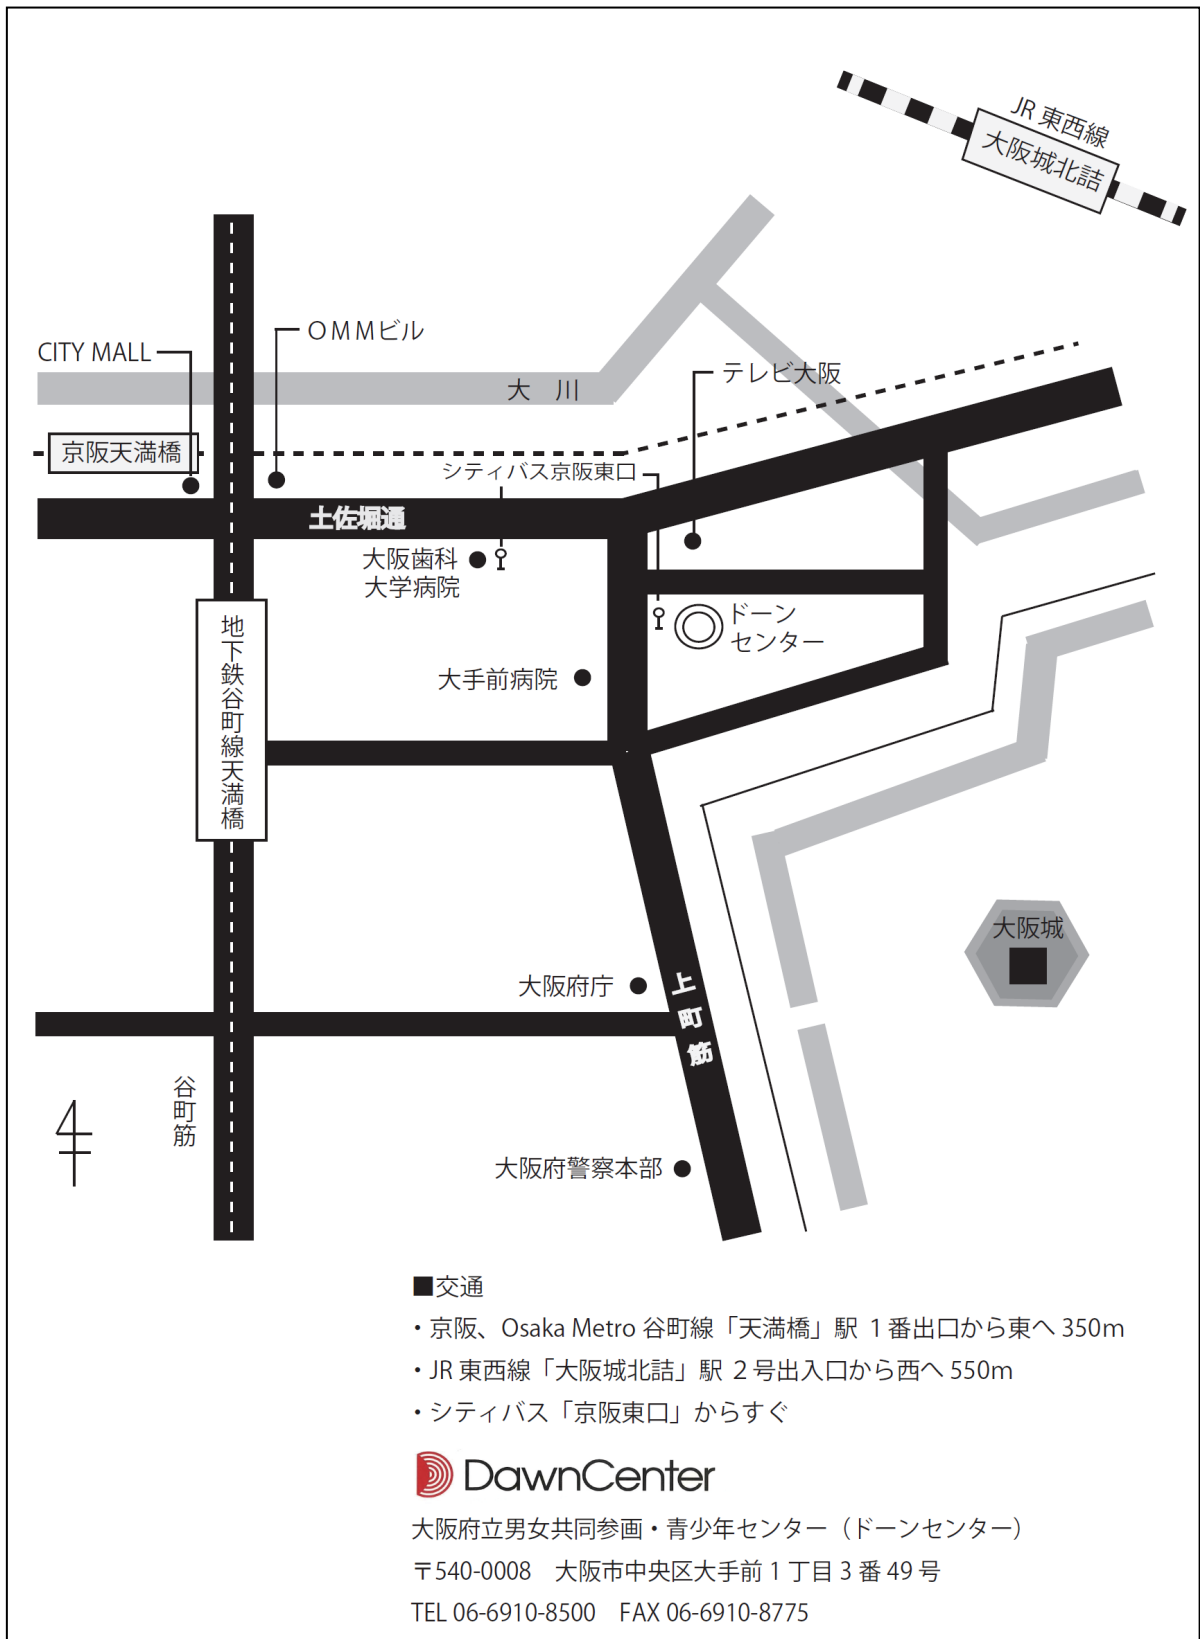 JR 東西線
大阪城北詰
OMMビル
CITY MALL
テレビ大阪
大 川
京阪天満橋
シティバス京阪東口
土佐堀通
大阪歯科
大学病院
ドーン
センター
地下鉄谷町線天満橋
大手前病院
大阪城
大阪府庁
上町筋
谷町筋
大阪府警察本部
■交通
・京阪、Osaka Metro 谷町線「天満橋」駅 1番出口から東へ 350m
・JR 東西線「大阪城北詰」駅 2号出入口から西へ 550m
・シティバス「京阪東口」からすぐ
DawnCenter
大阪府立男女共同参画・青少年センター（ドーンセンター）
〒540-0008 大阪市中央区大手前 1 丁目 3 番 49 号
TEL 06-6910-8500 FAX 06-6910-8775